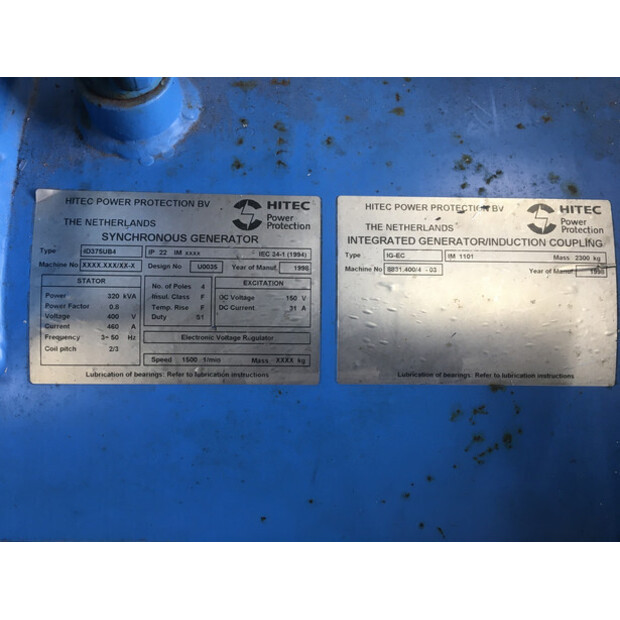 HITEC POWER PROTECTION BV
HITEC
Power
Protection
THE NETHERLANDS
SYNCHRONOUS GENERATOR
Type ID375UB4 IP 22 IM xxxx IEC 34-1 (1994)
Machine No XXXX.XXX/XX-X Design No U0035 Year of Manuf. 1998
STATOR
Power 320 kVA
Power Factor 0.8
Voltage 400 V
Current 460 A
Frequency 3~ 50 Hz
Coil pitch 2/3
No. of Poles 4
Insul. Class F
Temp. Rise F
Duty S1
EXCITATION
DC Voltage 150 V
DC Current 31 A
Electronic Voltage Regulator
Speed 1500 1/min Mass XXXX kg
Lubrication of bearings: Refer to lubrication instructions
HITEC POWER PROTECTION BV
HITEC
Power
Protection
THE NETHERLANDS
INTEGRATED GENERATOR/INDUCTION COUPLING
Type IG-EC IM 1101 Mass 2300 kg
Machine No 8831.400/4 - 03 Year of Manuf 1998
Lubrication of bearings: Refer to lubrication instructions